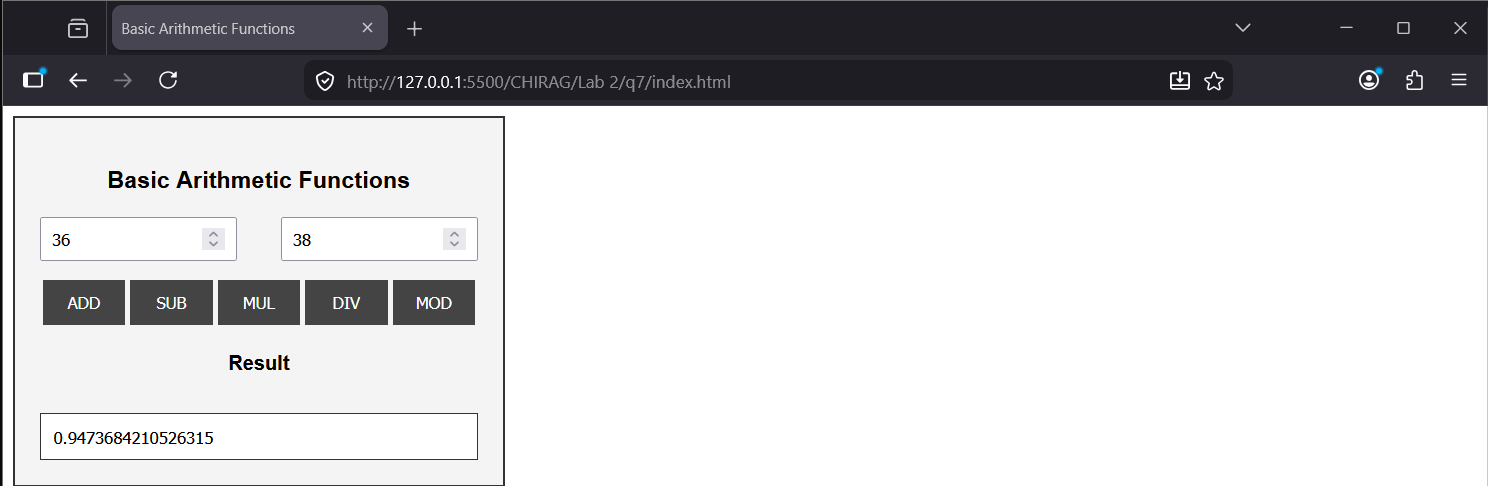 Basic Arithmetic Functions
http://127.0.0.1:5500/CHIRAG/Lab 2/q7/index.html
Basic Arithmetic Functions
36 38
ADD SUB MUL DIV MOD
Result
0.9473684210526315